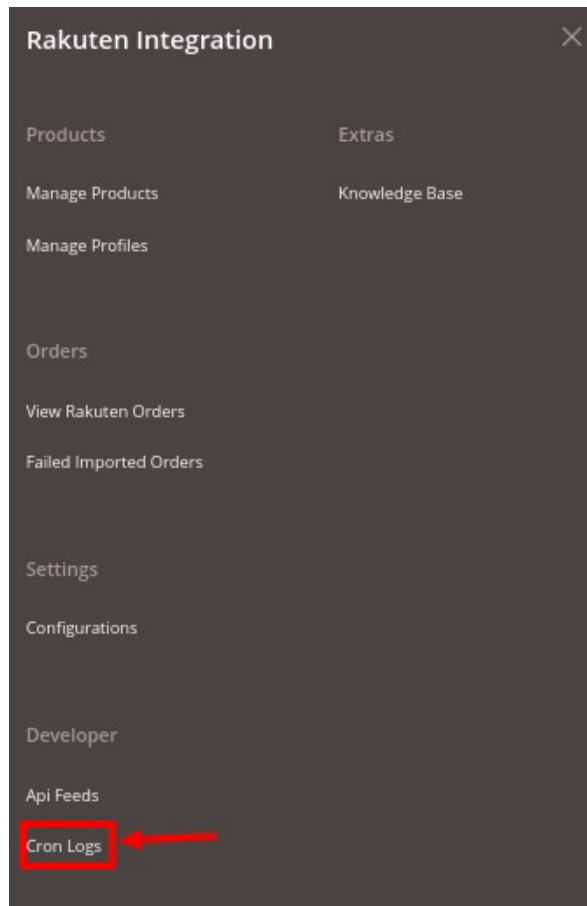 Rakuten Integration
Products
Manage Products
Manage Profiles
Orders
View Rakuten Orders
Failed Imported Orders
Settings
Configurations
Developer
Api Feeds
Cron Logs
Extras
Knowledge Base